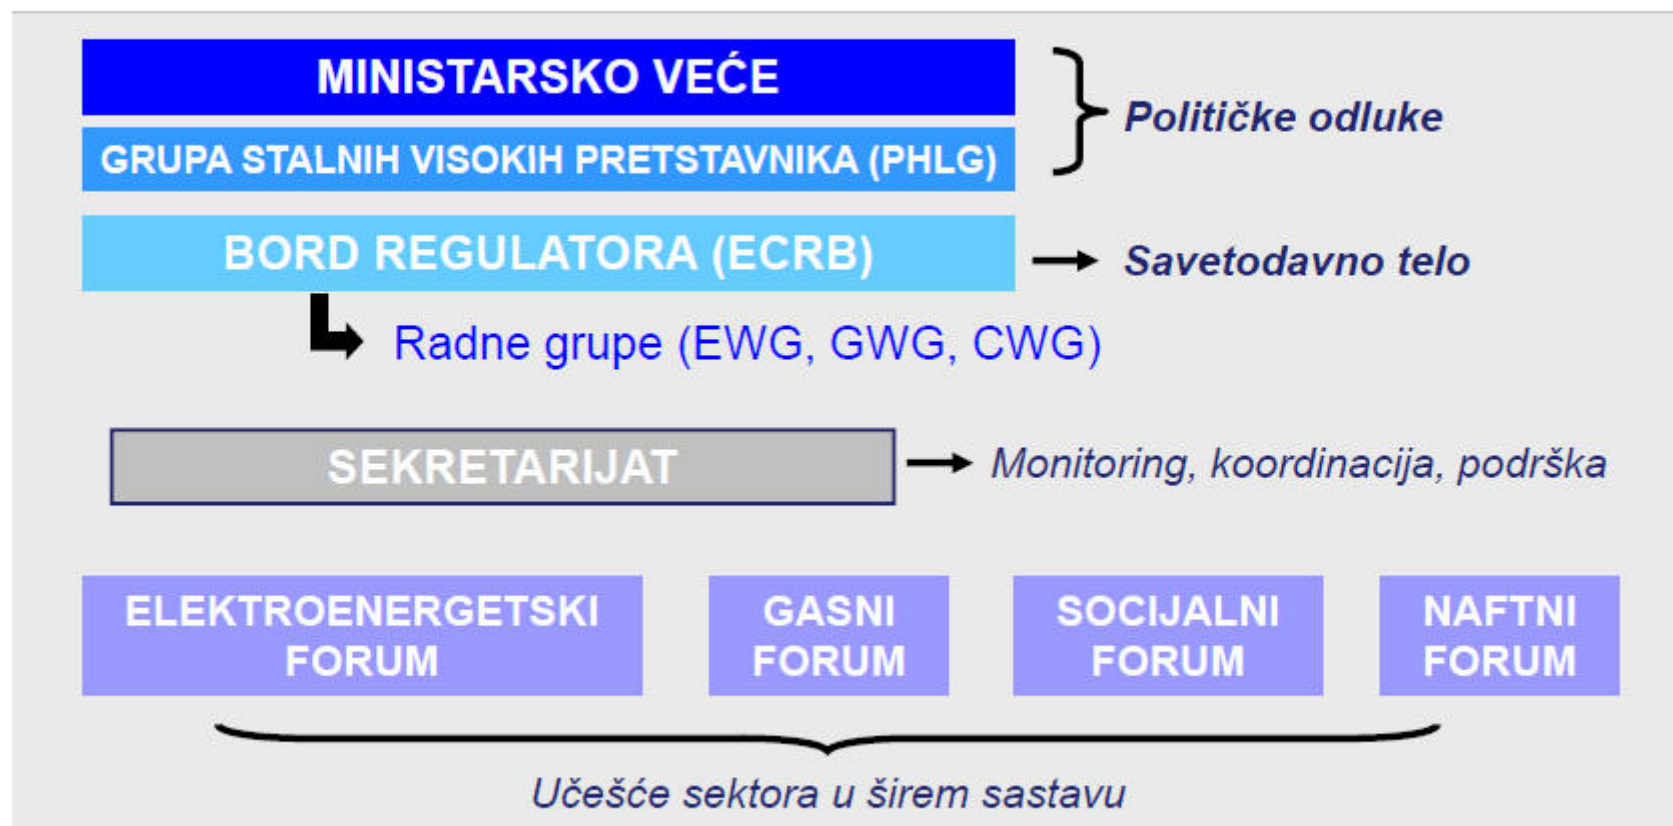 MINISTARSKO VEĆE
GRUPA STALNIH VISOKIH PRETSTAVNIKA (PHLG)
Političke odluke
BORD REGULATORA (ECRB)
Savetodavno telo
Radne grupe (EWG, GWG, CWG)
SEKRETARIJAT
Monitoring, koordinacija, podrška
ELEKTROENERGETSKI
FORUM
GASNI
FORUM
SOCIJALNI
FORUM
NAFTNI
FORUM
Učešće sektora u širem sastavu